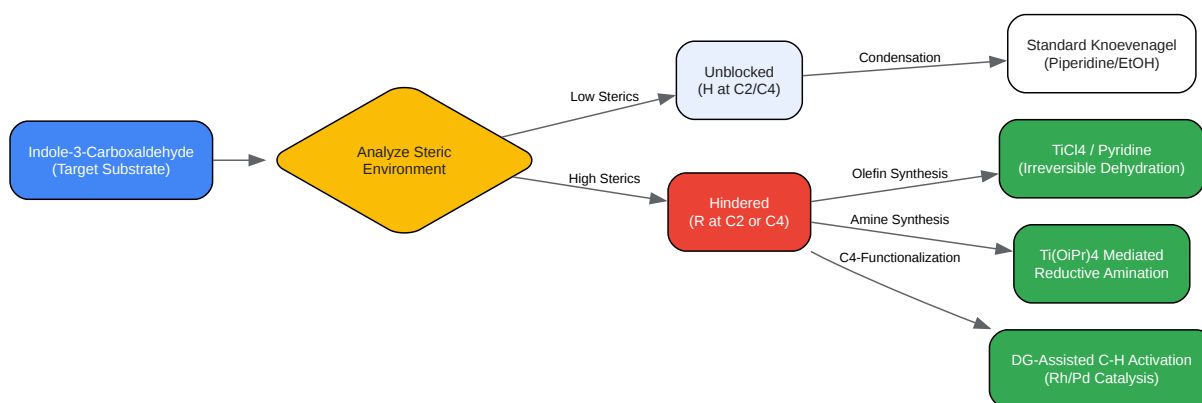 Indole-3-Carboxaldehyde
(Target Substrate)
Analyze Steric
Environment
Low Sterics
High Sterics
Unblocked
(H at C2/C4)
Hindered
(R at C2 or C4)
Condensation
Olefin Synthesis
Amine Synthesis
C4-Functionalization
Standard Knoevenagel
(Piperidine/EtOH)
TiCl4 / Pyridine
(Irreversible Dehydration)
Ti(OiPr)4 Mediated
Reductive Amination
DG-Assisted C-H Activation
(Rh/Pd Catalysis)